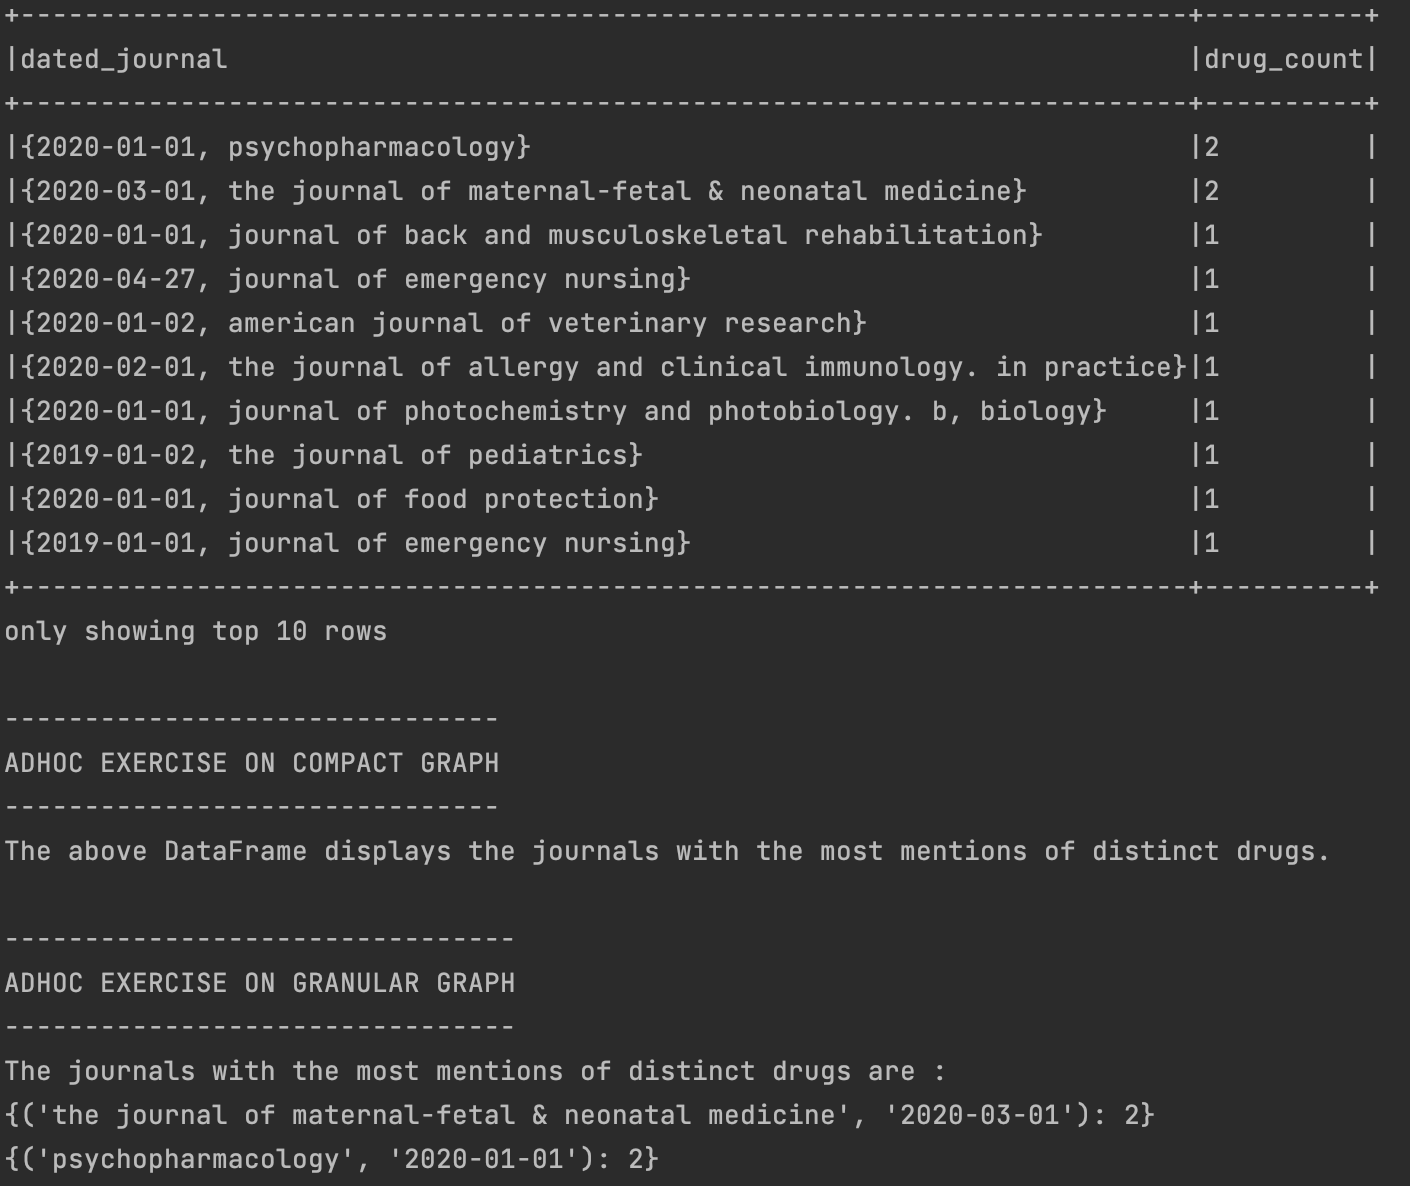 +-------------------------------------------------------------------------+----------+
|dated_journal                                                            |drug_count|
+-------------------------------------------------------------------------+----------+
|{2020-01-01, psychopharmacology}                                         |2         |
|{2020-03-01, the journal of maternal-fetal & neonatal medicine}          |2         |
|{2020-01-01, journal of back and musculoskeletal rehabilitation}         |1         |
|{2020-04-27, journal of emergency nursing}                               |1         |
|{2020-01-02, american journal of veterinary research}                    |1         |
|{2020-02-01, the journal of allergy and clinical immunology. in practice}|1         |
|{2020-01-01, journal of photochemistry and photobiology. b, biology}     |1         |
|{2019-01-02, the journal of pediatrics}                                  |1         |
|{2020-01-01, journal of food protection}                                 |1         |
|{2019-01-01, journal of emergency nursing}                               |1         |
+-------------------------------------------------------------------------+----------+
only showing top 10 rows
-------------------------------
ADHOC EXERCISE ON COMPACT GRAPH
-------------------------------
The above DataFrame displays the journals with the most mentions of distinct drugs.
--------------------------------
ADHOC EXERCISE ON GRANULAR GRAPH
--------------------------------
The journals with the most mentions of distinct drugs are :
{('the journal of maternal-fetal & neonatal medicine', '2020-03-01'): 2}
{('psychopharmacology', '2020-01-01'): 2}